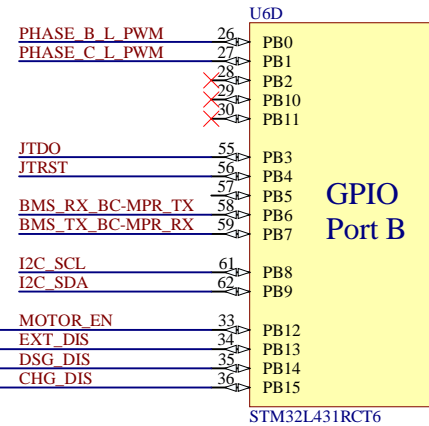 U6D
PHASE_B_L_PWM 26 PB0
PHASE_C_L_PWM 27 PB1
28 PB2
29 PB10
30 PB11
JTDO 55 PB3
JTRST 56 PB4
57 PB5
BMS_RX_BC-MPR_TX 58 PB6
BMS_TX_BC-MPR_RX 59 PB7
GPIO
Port B
I2C_SCL 61 PB8
I2C_SDA 62 PB9
MOTOR_EN 33 PB12
EXT_DIS 34 PB13
DSG_DIS 35 PB14
CHG_DIS 36 PB15
STM32L431RCT6